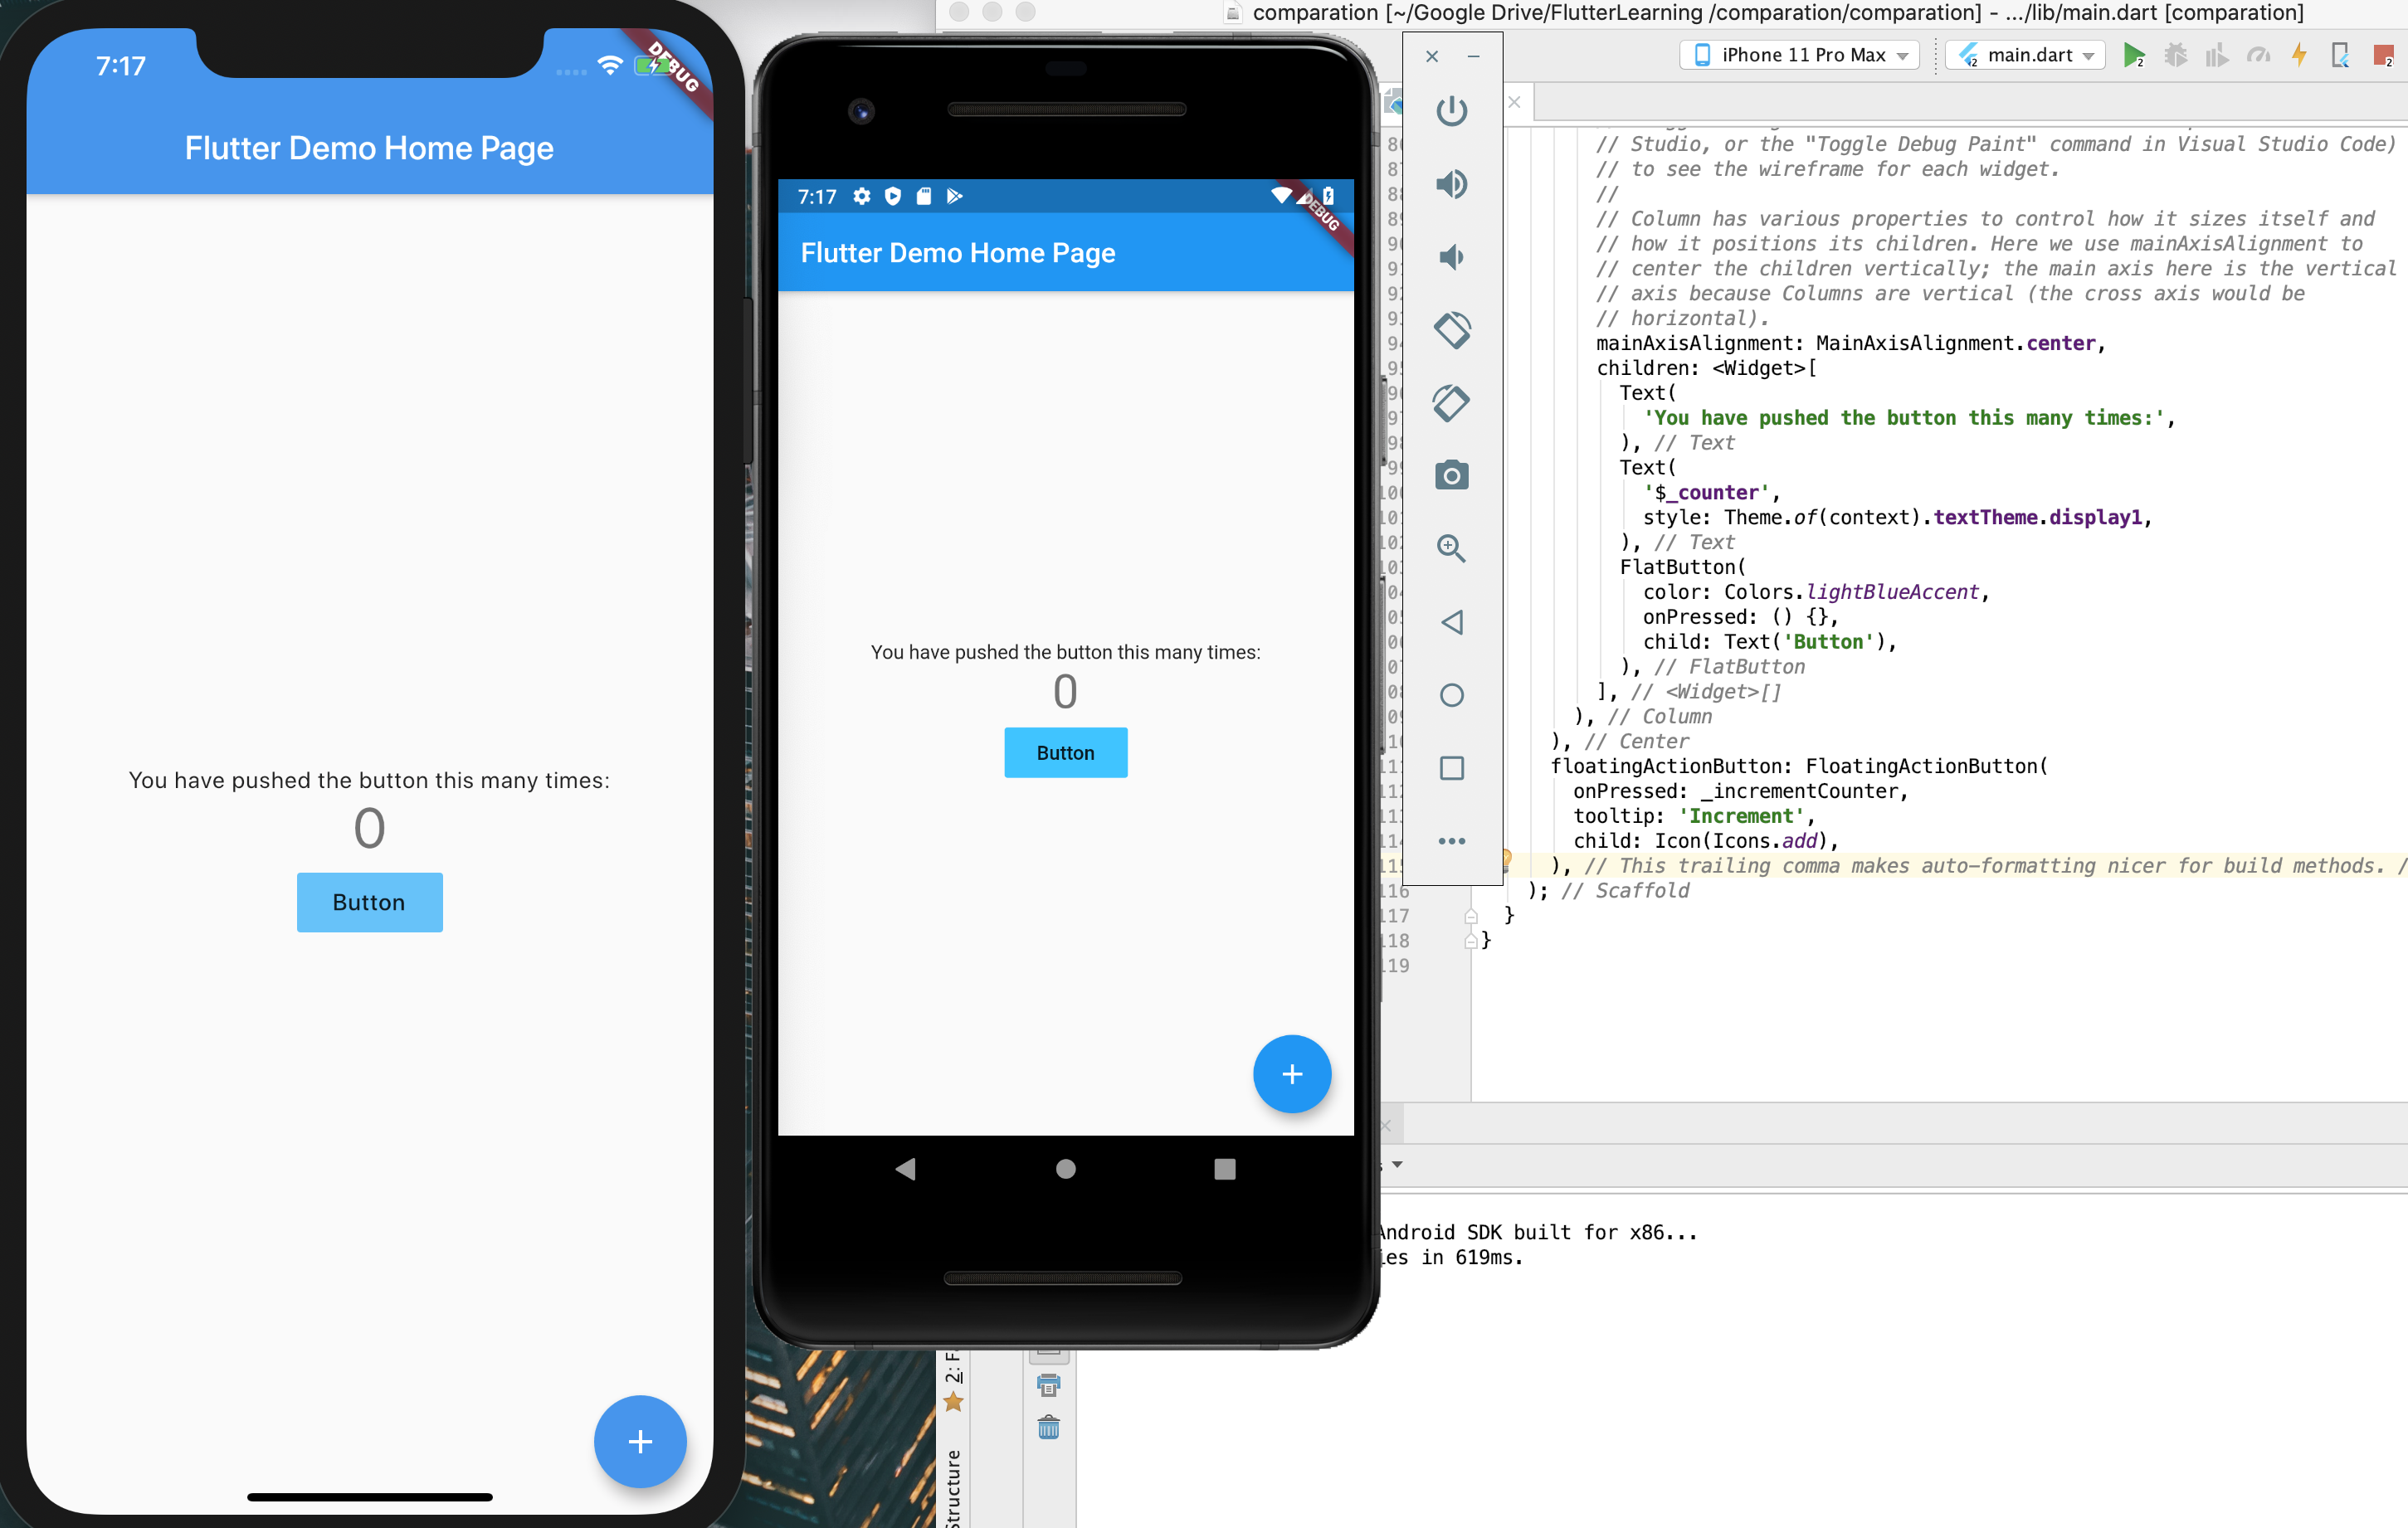 7:17
DEBUG
Flutter Demo Home Page
You have pushed the button this many times:
0
Button
7:17
DEBUG
Flutter Demo Home Page
You have pushed the button this many times:
0
Button
comparation [~/Google Drive/FlutterLearning /comparation/comparation] - .../lib/main.dart [comparation]
iPhone 11 Pro Max
main.dart
2
2
// Studio, or the "Toggle Debug Paint" command in Visual Studio Code)
// to see the wireframe for each widget.
//
// Column has various properties to control how it sizes itself and
// how it positions its children. Here we use mainAxisAlignment to
// center the children vertically; the main axis here is the vertical
// axis because Columns are vertical (the cross axis would be
// horizontal).
mainAxisAlignment: MainAxisAlignment.center,
children: <Widget>[
Text(
'You have pushed the button this many times:',
), // Text
Text(
'$_counter',
style: Theme.of(context).textTheme.display1,
), // Text
FlatButton(
color: Colors.lightBlueAccent,
onPressed: () {},
child: Text('Button'),
), // FlatButton
], // <Widget>[]
), // Column
), // Center
floatingActionButton: FloatingActionButton(
onPressed: _incrementCounter,
tooltip: 'Increment',
child: Icon(Icons.add),
), // This trailing comma makes auto-formatting nicer for build methods. /
116 ); // Scaffold
117 }
118 }
119
Android SDK built for x86...
ies in 619ms.
2: F
Structure